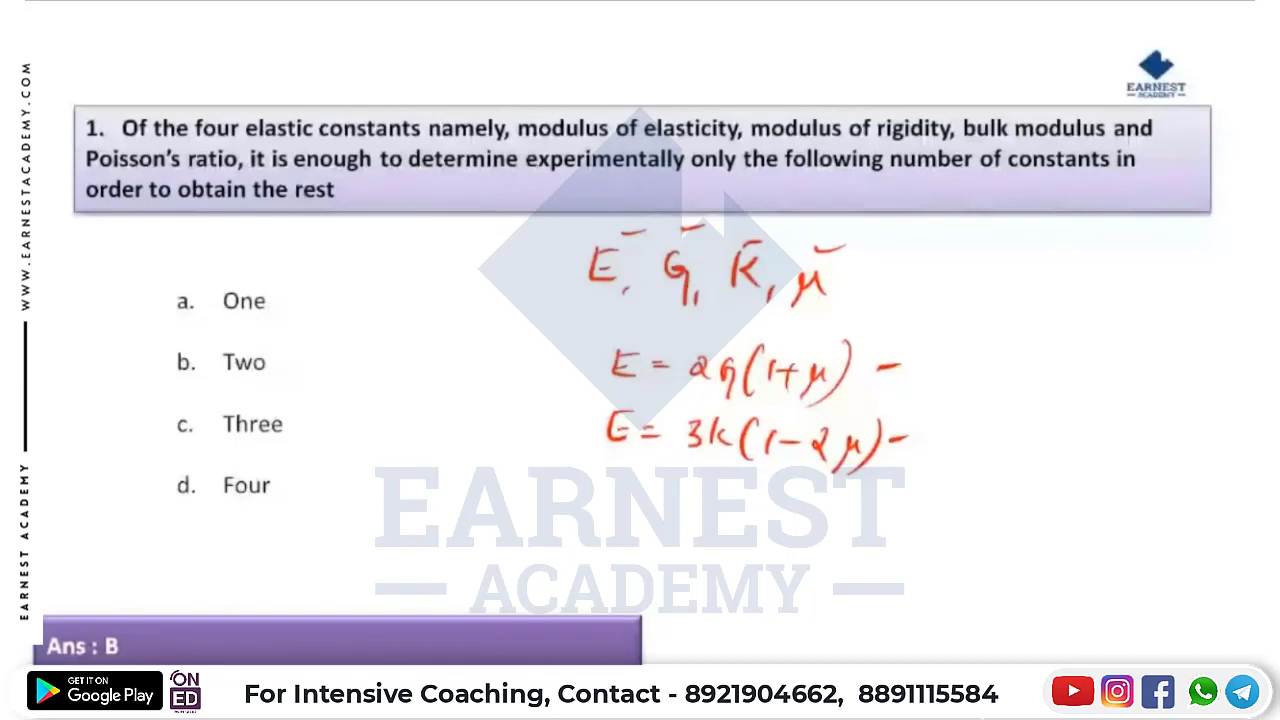 WWW.EARNESTACADEMY.COM
EARNEST ACADEMY
EARNEST
ACADEMY
1. Of the four elastic constants namely, modulus of elasticity, modulus of rigidity, bulk modulus and
Poisson's ratio, it is enough to determine experimentally only the following number of constants in
order to obtain the rest
E, G, K, μ
a. One
b. Two
c. Three
d. Four
E = 2G(1+μ) -
E = 3K(1-2μ) -
EARNEST
ACADEMY
Ans : B
GET IT ON
Google Play
ON
ED
For Intensive Coaching, Contact - 8921904662, 8891115584